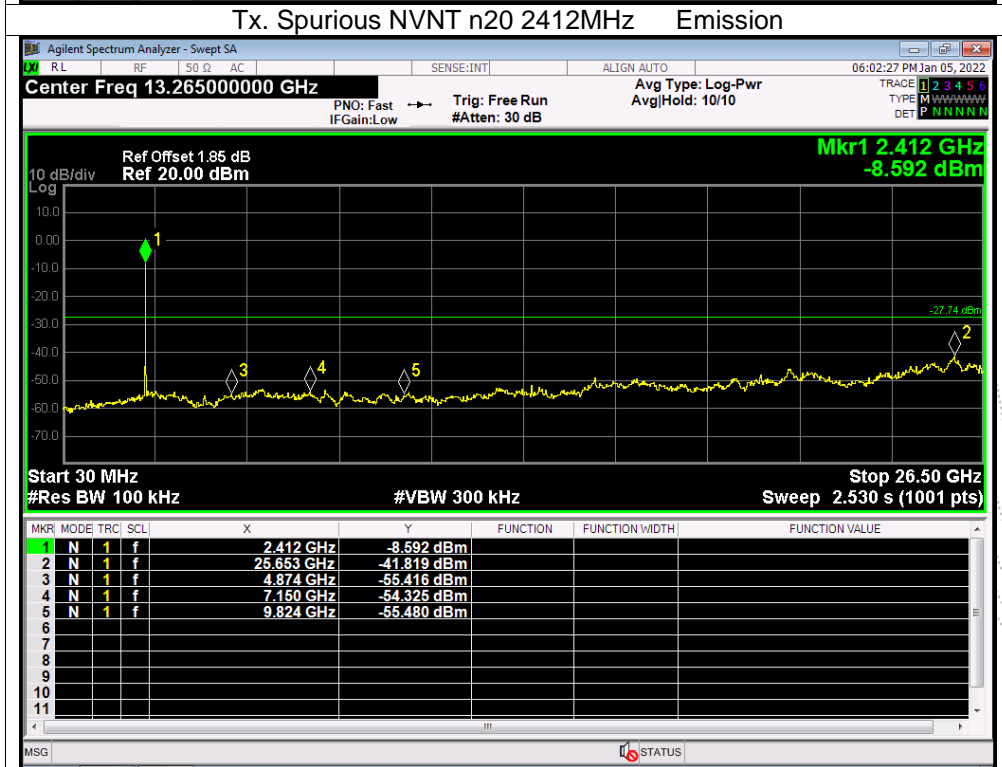 Tx. Spurious NVNT n20 2412MHz Emission
Agilent Spectrum Analyzer - Swept SA
LXI RL RF 50 Ω AC SENSE:INT ALIGN AUTO 06:02:27 PM Jan 05, 2022
Center Freq 13.265000000 GHz
PNO: Fast
IFGain:Low
Trig: Free Run
#Atten: 30 dB
Avg Type: Log-Pwr
Avg|Hold: 10/10
TRACE 1 2 3 4 5 6
TYPE M W W W W W
DET P N N N N N
Mkr1 2.412 GHz
-8.592 dBm
Ref Offset 1.85 dB
10 dB/div Ref 20.00 dBm
Log
10.0
0.00
1
-10.0
-20.0
-27.74 dBm
-30.0
2
-40.0
3
4
5
-50.0
-60.0
-70.0
Start 30 MHz Stop 26.50 GHz
#Res BW 100 kHz #VBW 300 kHz Sweep 2.530 s (1001 pts)
MKR MODE TRC SCL X Y FUNCTION FUNCTION WIDTH FUNCTION VALUE
1 N 1 f 2.412 GHz -8.592 dBm
2 N 1 f 25.653 GHz -41.819 dBm
3 N 1 f 4.874 GHz -55.416 dBm
4 N 1 f 7.150 GHz -54.325 dBm
5 N 1 f 9.824 GHz -55.480 dBm
6
7
8
9
10
11
MSG STATUS